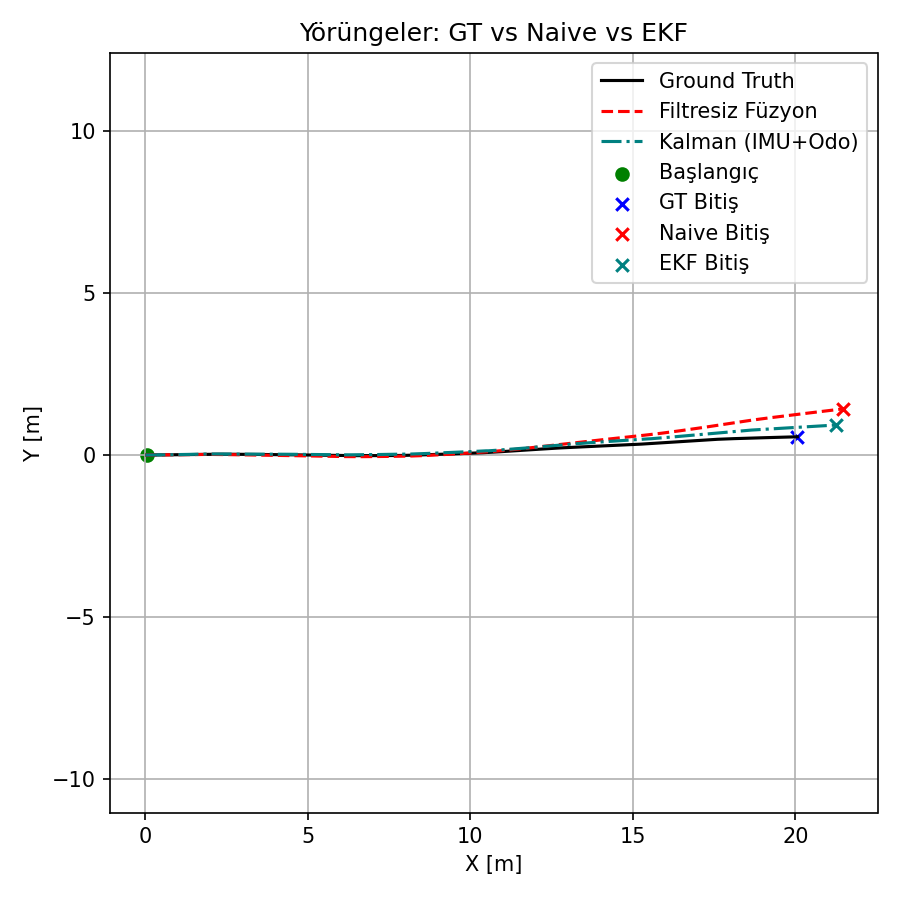 Yörüngeler: GT vs Naive vs EKF
Ground Truth
Filtresiz Füzyon
Kalman (IMU+Odo)
Başlangıç
GT Bitiş
Naive Bitiş
EKF Bitiş
10
5
0
−5
−10
Y [m]
0
5
10
15
20
X [m]